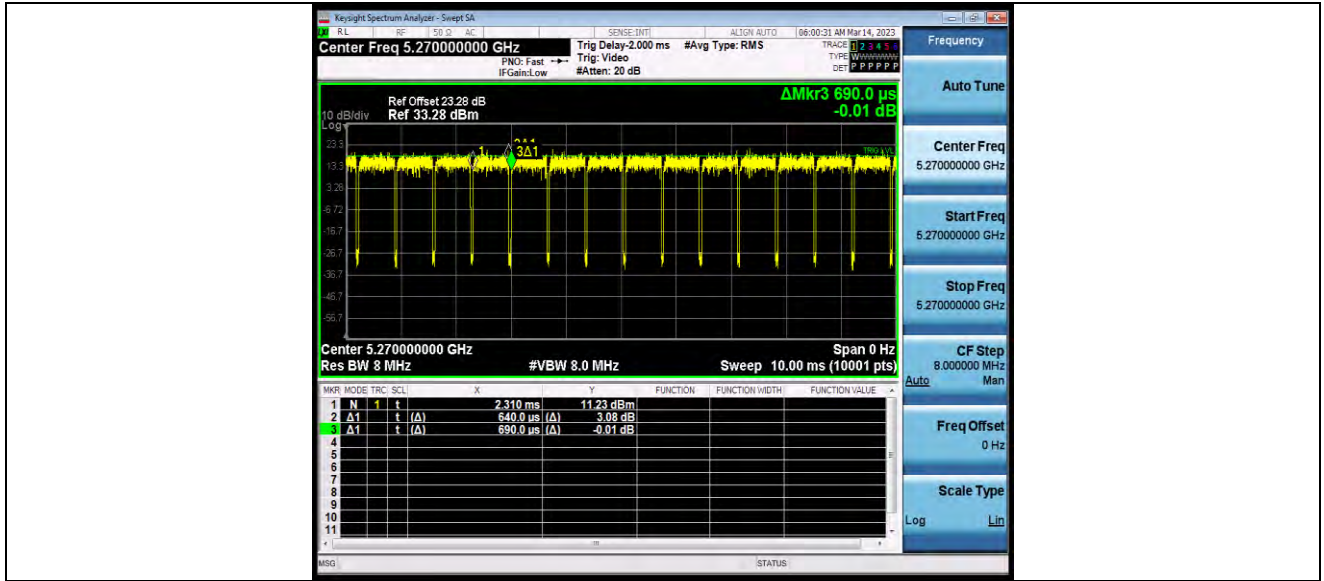 Keysight Spectrum Analyzer - Swept SA
RL RF 50 Ω AC SENSE:INT ALIGN AUTO 06:00:31 AM Mar 14, 2023
Center Freq 5.270000000 GHz
PNO: Fast
IFGain:Low
Trig Delay-2.000 ms #Avg Type: RMS
Trig: Video
#Atten: 20 dB
TRACE 1 2 3 4 5 6
TYPE WWWWWW
DET P P P P P P
ΔMkr3 690.0 µs
-0.01 dB
Ref Offset 23.28 dB
10 dB/div Ref 33.28 dBm
Log
23.3
13.3
3.28
-6.72
-16.7
-26.7
-36.7
-46.7
-56.7
1
3Δ1
TRIG LVL
Center 5.270000000 GHz Span 0 Hz
Res BW 8 MHz #VBW 8.0 MHz Sweep 10.00 ms (10001 pts)
MKR MODE TRC SCL X Y FUNCTION FUNCTION WIDTH FUNCTION VALUE
1 N 1 t 2.310 ms 11.23 dBm
2 Δ1 t (Δ) 640.0 µs (Δ) 3.08 dB
3 Δ1 t (Δ) 690.0 µs (Δ) -0.01 dB
4
5
6
7
8
9
10
11
MSG STATUS
Frequency
Auto Tune
Center Freq
5.270000000 GHz
Start Freq
5.270000000 GHz
Stop Freq
5.270000000 GHz
CF Step
8.000000 MHz
Auto Man
Freq Offset
0 Hz
Scale Type
Log Lin